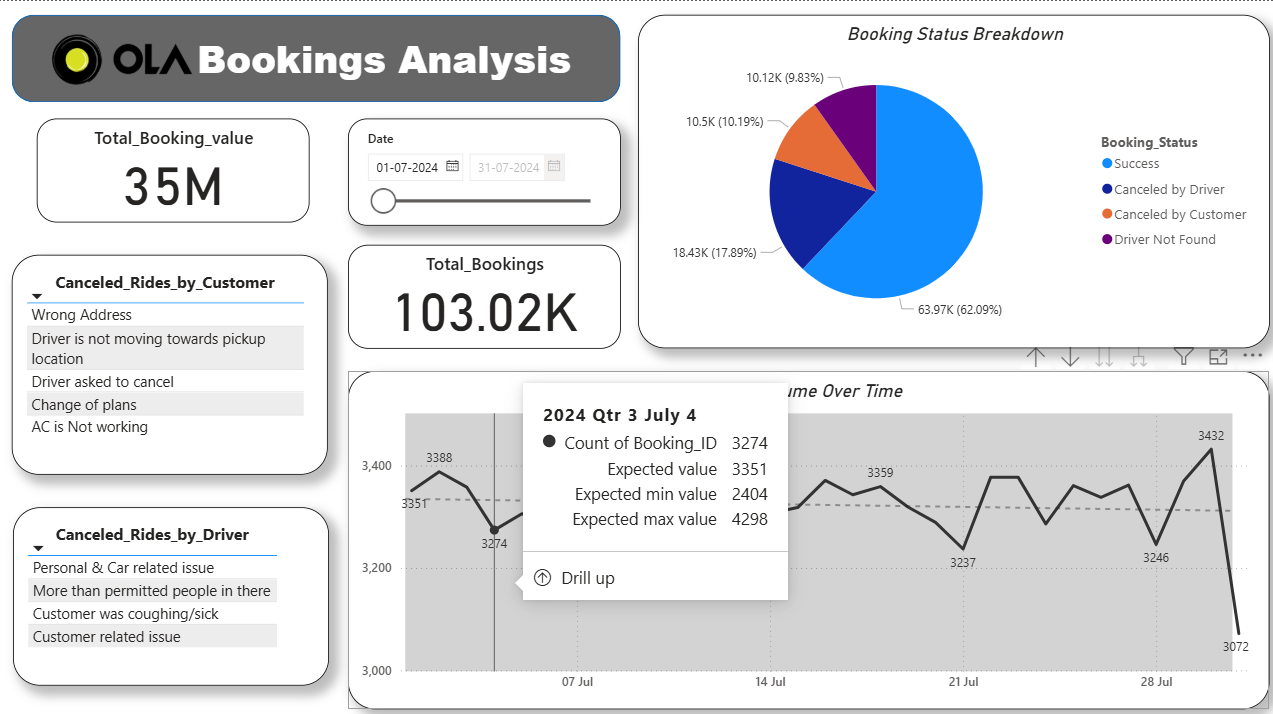 OLA Bookings Analysis
Total_Booking_value
35M
Date
01-07-2024
31-07-2024
Total_Bookings
103.02K
Canceled_Rides_by_Customer
Wrong Address
Driver is not moving towards pickup
location
Driver asked to cancel
Change of plans
AC is Not working
Canceled_Rides_by_Driver
Personal & Car related issue
More than permitted people in there
Customer was coughing/sick
Customer related issue
Booking Status Breakdown
10.12K (9.83%)
10.5K (10.19%)
18.43K (17.89%)
63.97K (62.09%)
Booking_Status
Success
Canceled by Driver
Canceled by Customer
Driver Not Found
Over Time
3,400
3,200
3,000
3351
3388
3274
3359
3237
3246
3432
3072
07 Jul
14 Jul
21 Jul
28 Jul
2024 Qtr 3 July 4
Count of Booking_ID 3274
Expected value 3351
Expected min value 2404
Expected max value 4298
Drill up